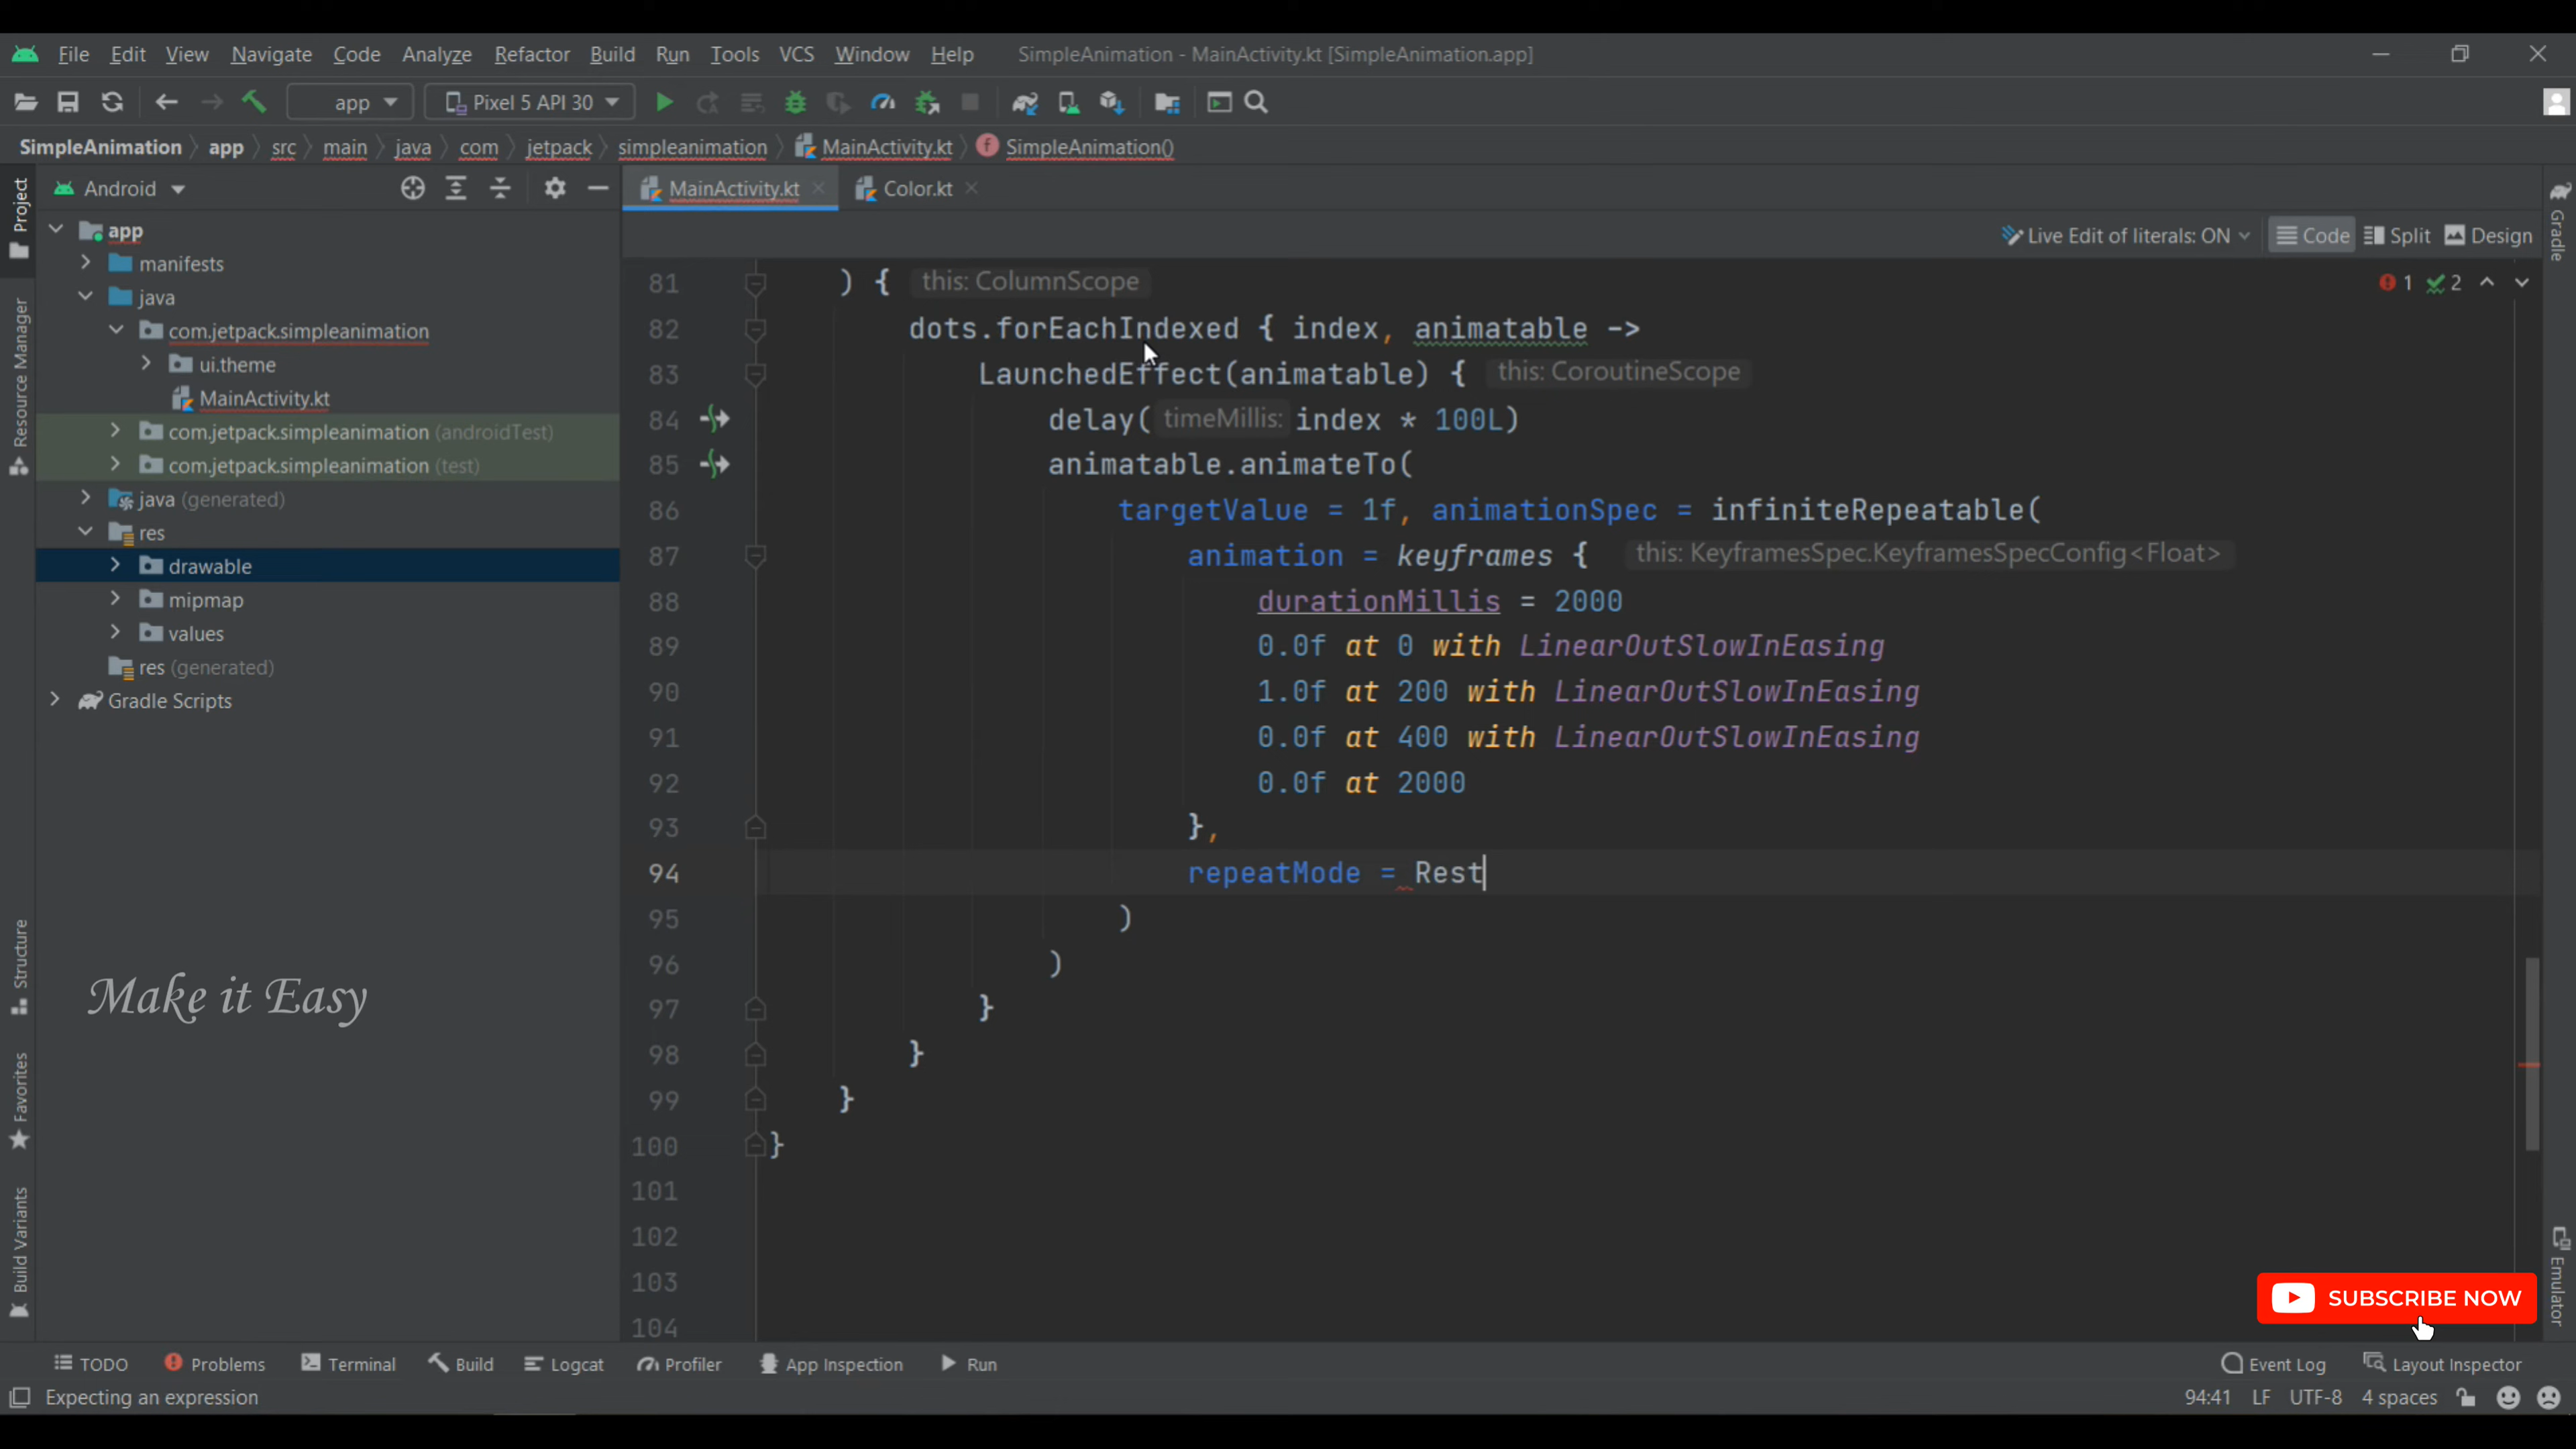 File Edit View Navigate Code Analyze Refactor Build Run Tools VCS Window Help SimpleAnimation - MainActivity.kt [SimpleAnimation.app]
app Pixel 5 API 30
SimpleAnimation app src main java com jetpack simpleanimation MainActivity.kt SimpleAnimation()
Project
Android
MainActivity.kt
Color.kt
Gradle
Live Edit of literals: ON Code Split Design
Resource Manager
app
manifests
java
com.jetpack.simpleanimation
ui.theme
MainActivity.kt
com.jetpack.simpleanimation (androidTest)
com.jetpack.simpleanimation (test)
java (generated)
res
drawable
mipmap
values
res (generated)
Gradle Scripts
Make it Easy
Structure
Favorites
Build Variants
1 2
81 ) { this: ColumnScope
82 dots.forEachIndexed { index, animatable ->
83 LaunchedEffect(animatable) { this: CoroutineScope
84 delay( timeMillis: index * 100L)
85 animatable.animateTo(
86 targetValue = 1f, animationSpec = infiniteRepeatable(
87 animation = keyframes { this: KeyframesSpec.KeyframesSpecConfig<Float>
88 durationMillis = 2000
89 0.0f at 0 with LinearOutSlowInEasing
90 1.0f at 200 with LinearOutSlowInEasing
91 0.0f at 400 with LinearOutSlowInEasing
92 0.0f at 2000
93 },
94 repeatMode = Rest
95 )
96 )
97 }
98 }
99 }
100 }
101
102
103
104
SUBSCRIBE NOW
Emulator
TODO Problems Terminal Build Logcat Profiler App Inspection Run Event Log Layout Inspector
Expecting an expression 94:41 LF UTF-8 4 spaces